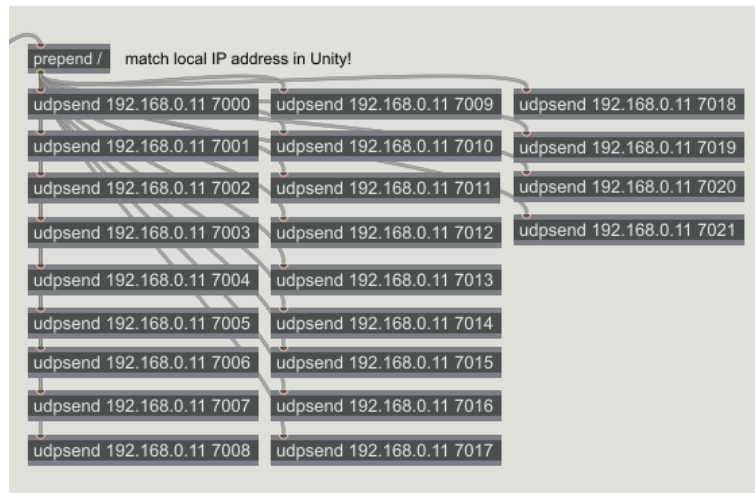 prepend /
match local IP address in Unity!
udpsend 192.168.0.11 7000
udpsend 192.168.0.11 7001
udpsend 192.168.0.11 7002
udpsend 192.168.0.11 7003
udpsend 192.168.0.11 7004
udpsend 192.168.0.11 7005
udpsend 192.168.0.11 7006
udpsend 192.168.0.11 7007
udpsend 192.168.0.11 7008
udpsend 192.168.0.11 7009
udpsend 192.168.0.11 7010
udpsend 192.168.0.11 7011
udpsend 192.168.0.11 7012
udpsend 192.168.0.11 7013
udpsend 192.168.0.11 7014
udpsend 192.168.0.11 7015
udpsend 192.168.0.11 7016
udpsend 192.168.0.11 7017
udpsend 192.168.0.11 7018
udpsend 192.168.0.11 7019
udpsend 192.168.0.11 7020
udpsend 192.168.0.11 7021